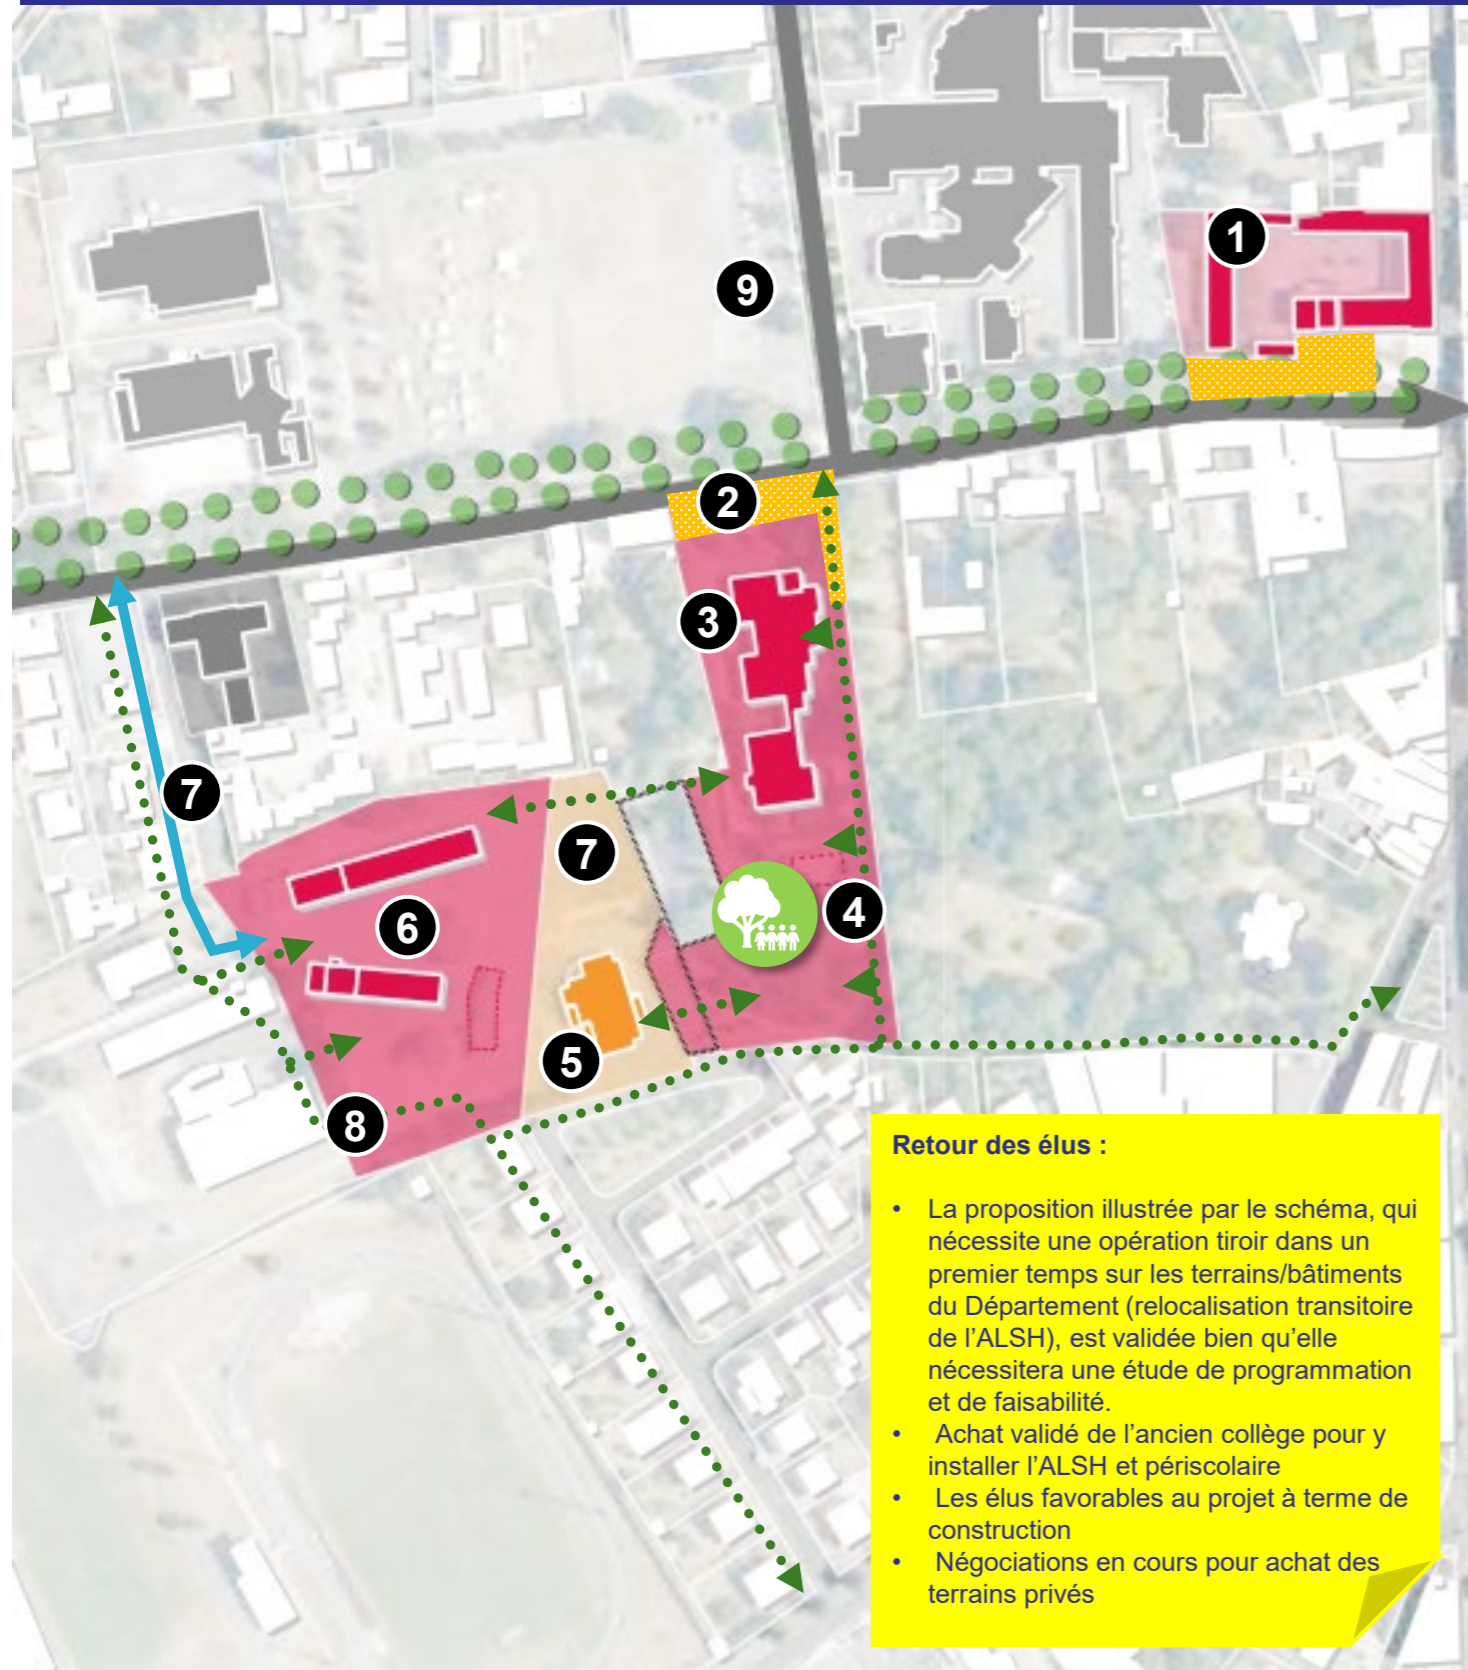 1
9
2
3
7
7
6
4
5
8
Retour des élus :
• La proposition illustrée par le schéma, qui
nécessite une opération tiroir dans un
premier temps sur les terrains/bâtiments
du Département (relocalisation transitoire
de l’ALSH), est validée bien qu’elle
nécessitera une étude de programmation
et de faisabilité.
• Achat validé de l’ancien collège pour y
installer l’ALSH et périscolaire
• Les élus favorables au projet à terme de
construction
• Négociations en cours pour achat des
terrains privés